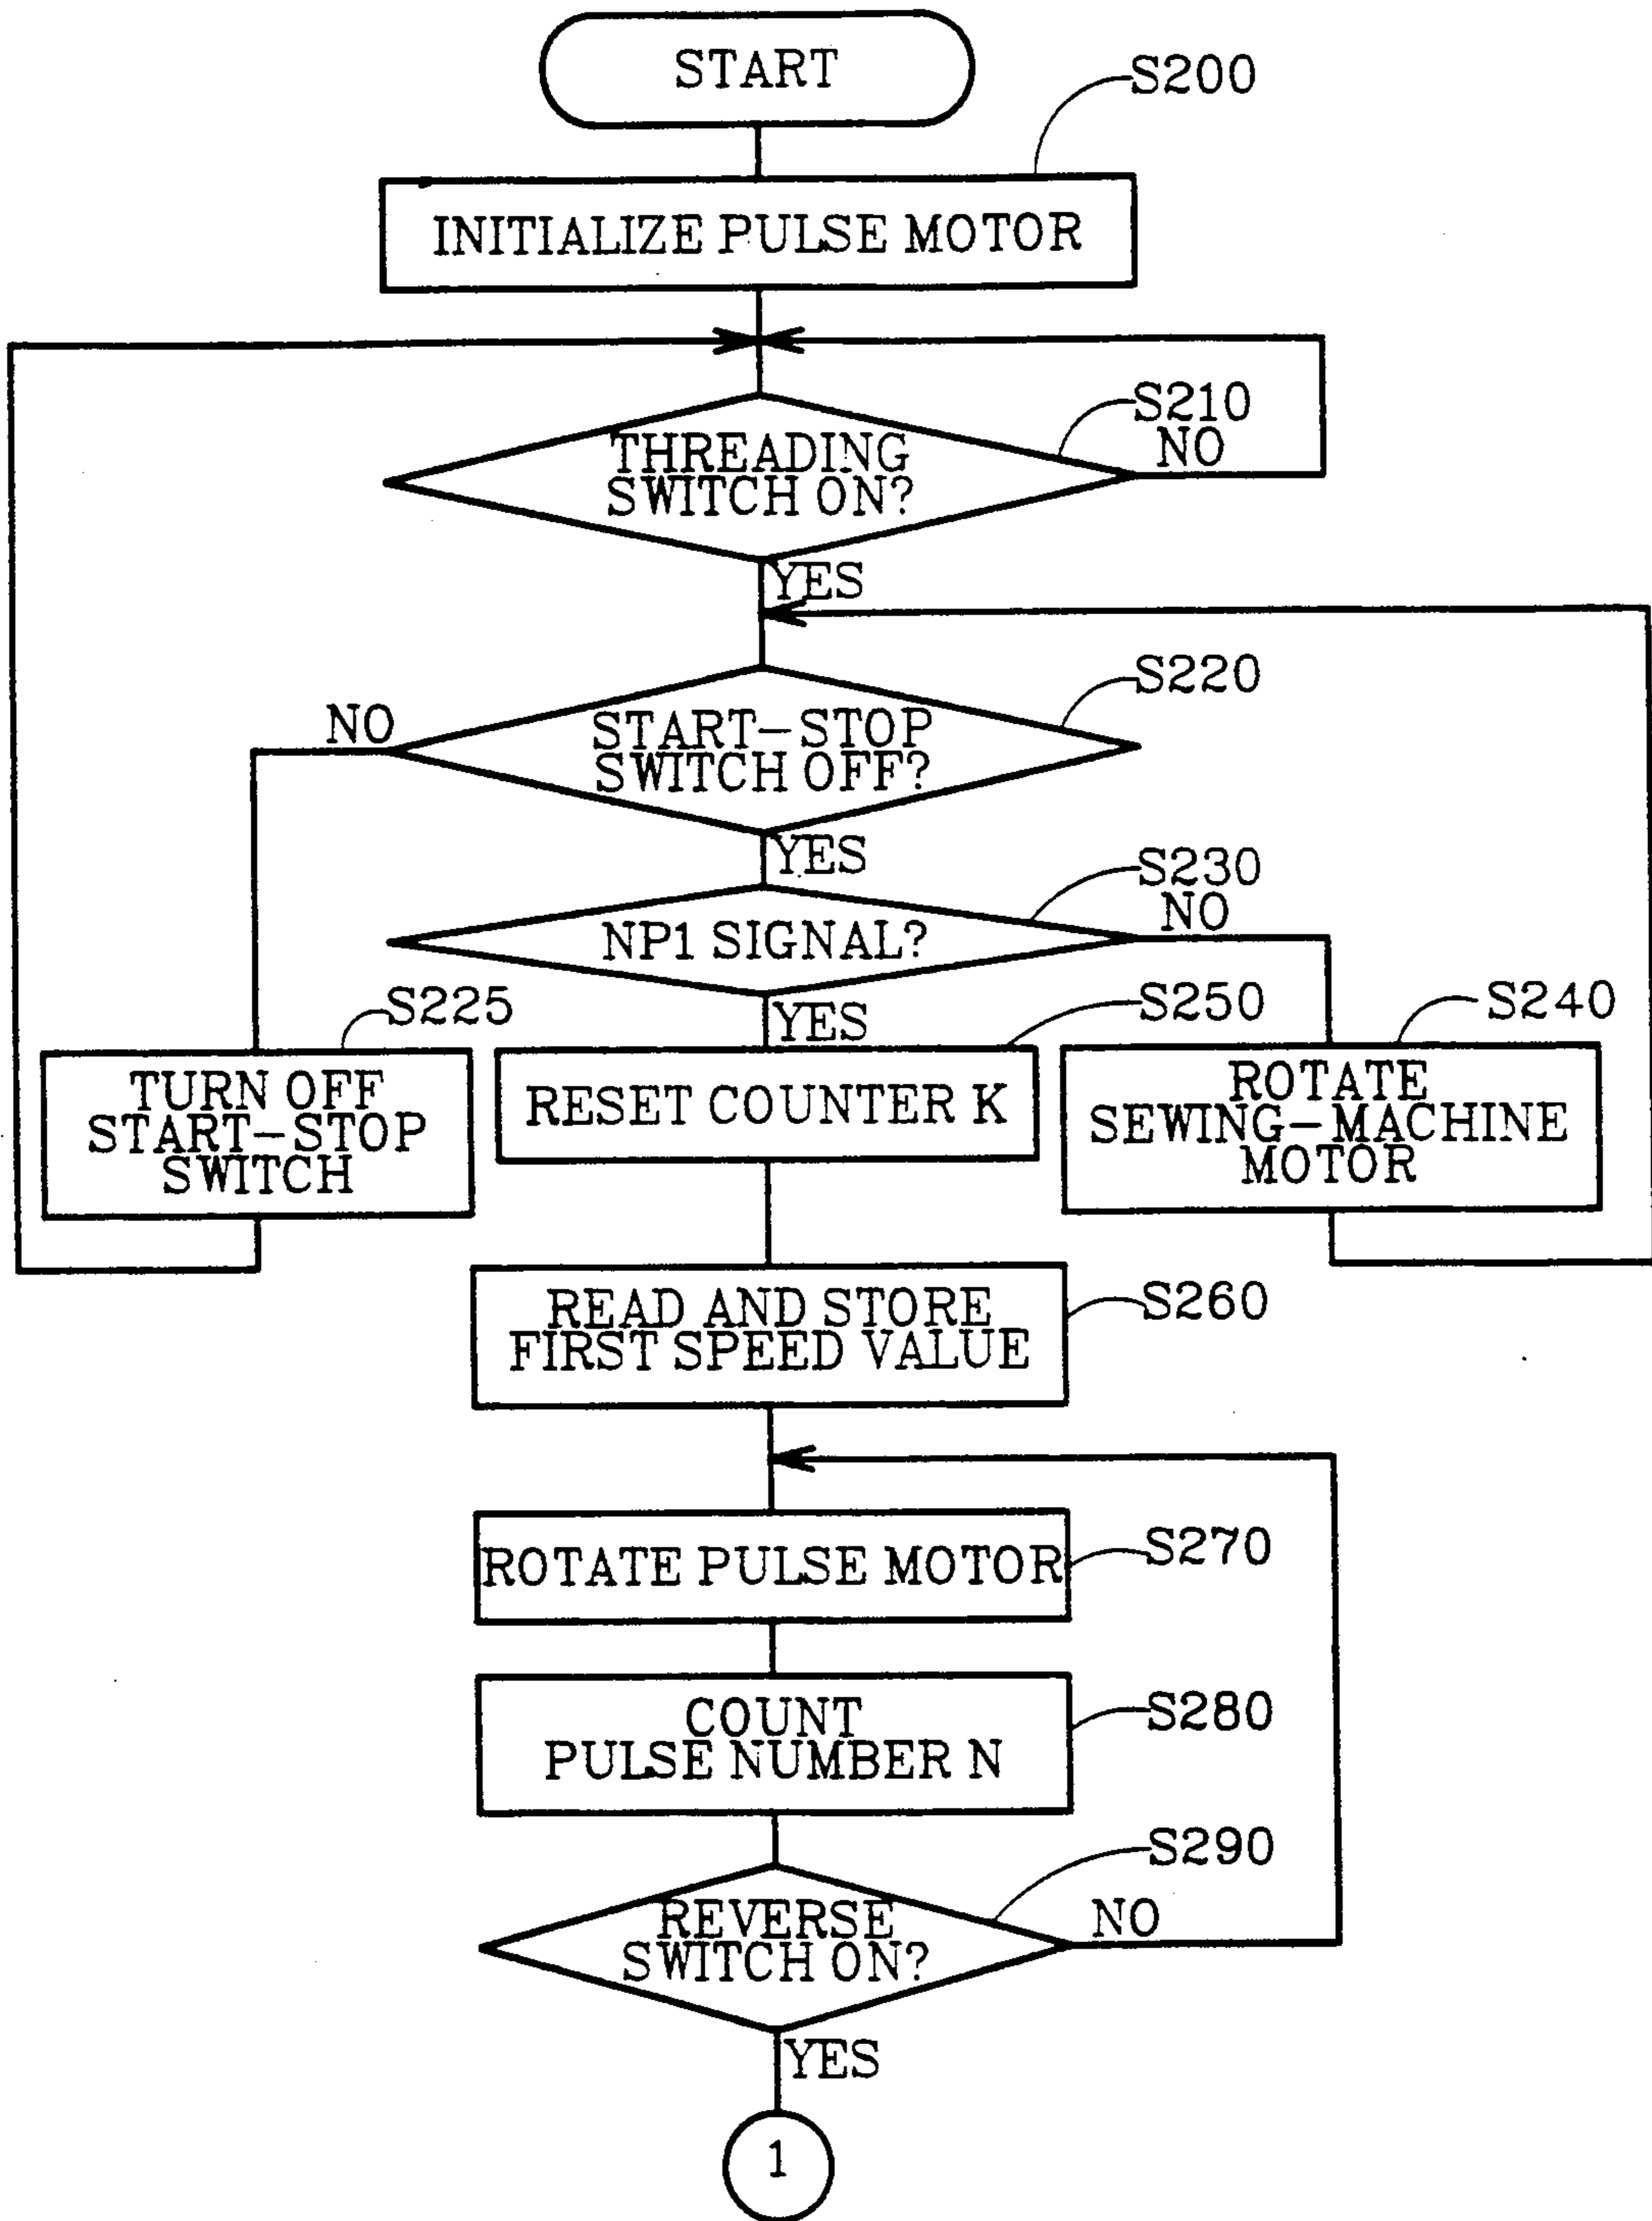 START
S200
INITIALIZE PULSE MOTOR
S210
NO
THREADING
SWITCH ON?
YES
S220
NO
START-STOP
SWITCH OFF?
YES
S230
NO
NP1 SIGNAL?
YES
S225
S250
S240
TURN OFF
START-STOP
SWITCH
RESET COUNTER K
ROTATE
SEWING-MACHINE
MOTOR
READ AND STORE
FIRST SPEED VALUE
S260
ROTATE PULSE MOTOR
S270
COUNT
PULSE NUMBER N
S280
S290
REVERSE
SWITCH ON?
NO
YES
1